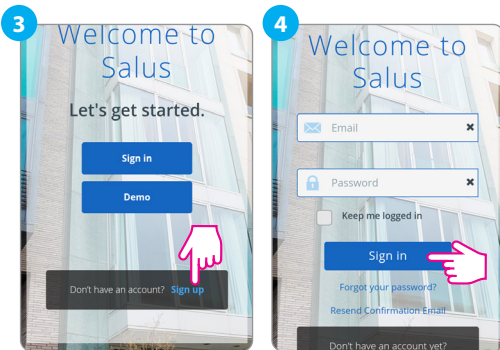 3
Welcome to
Salus
Let's get started.
Sign in
Demo
Don't have an account? Sign up
4
Welcome to
Salus
Email
Password
Keep me logged in
Sign in
Forgot your password?
Resend Confirmation Email
Don't have an account yet?